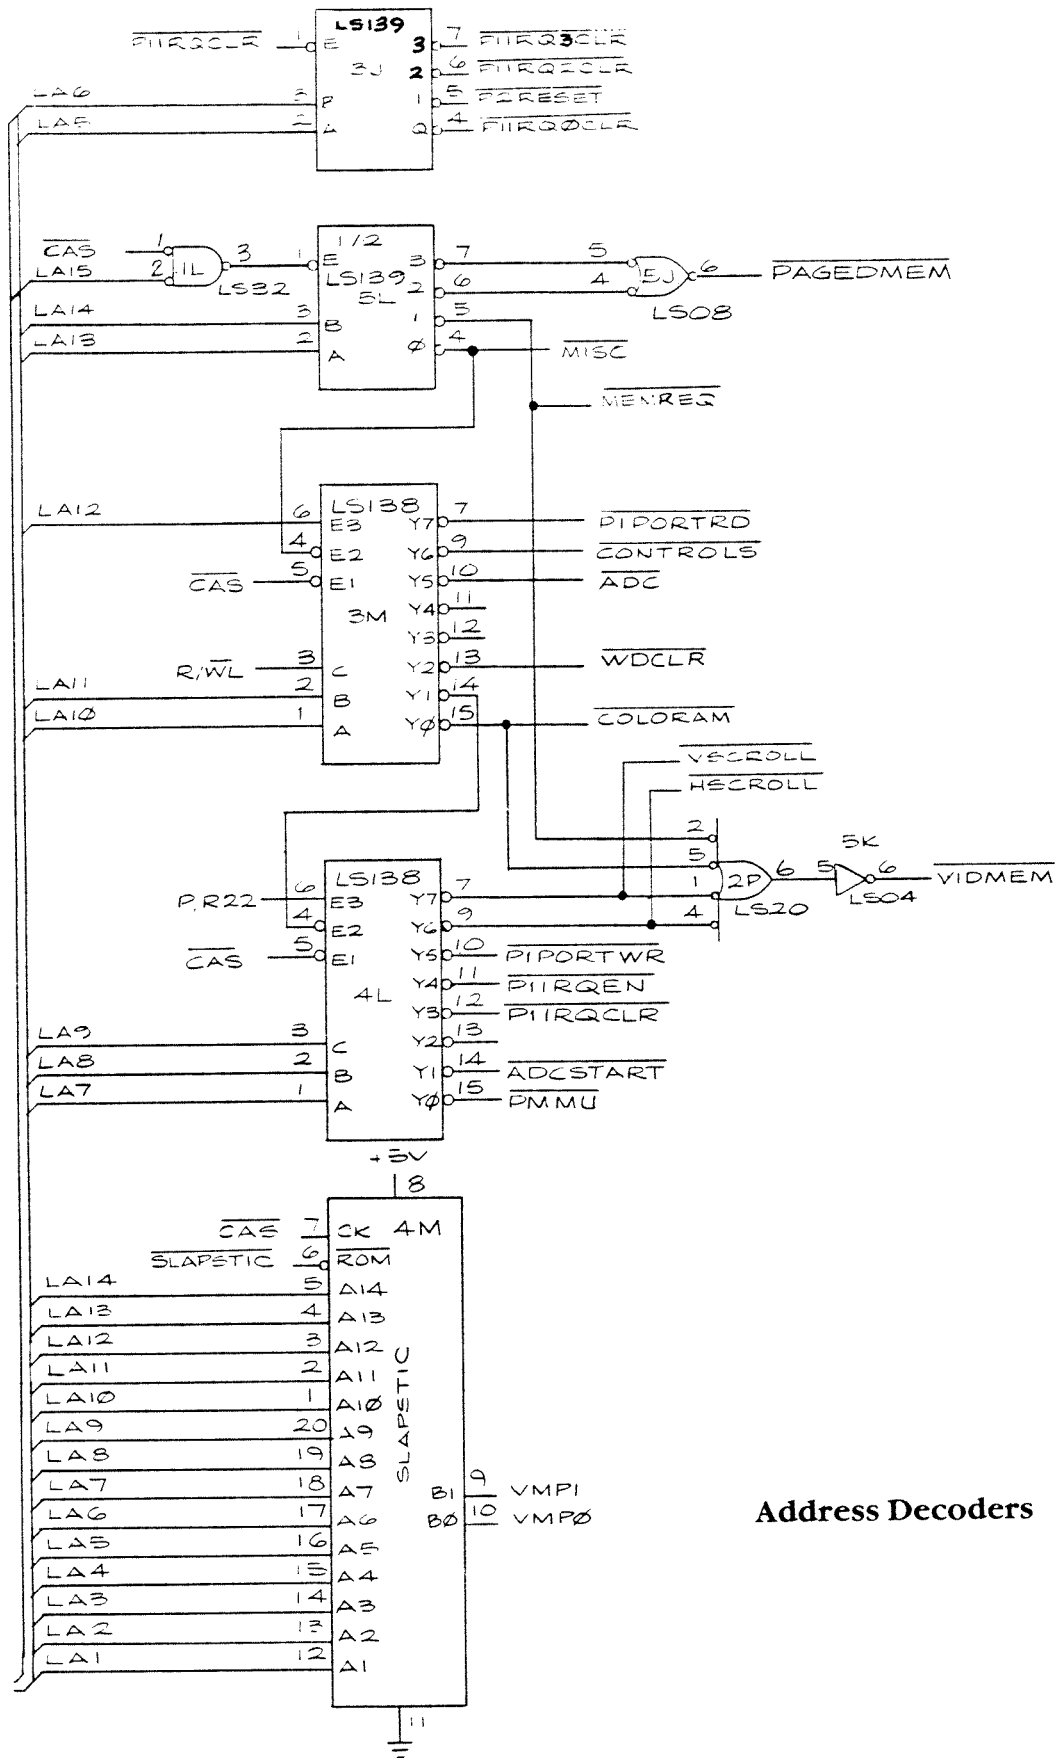 LS139
P1IRQCLR 1 E 3 7 P1IRQ3CLR
3J 2 6 P1IRQ2CLR
LA6 3 1 5 P2RESET
LA5 2 A 4 P1IRQØCLR
1/2
CAS 1 3 1 E 3 7 5 6 PAGEDMEM
LA15 2 1L LS32 LS139 2 6 4 5J LS08
5L
LA14 3 B 1 5
LA13 2 A Ø 4 MISC
MEMREQ
LS138
LA12 6 E3 Y7 7 P1PORTRD
4 E2 Y6 9 CONTROLS
CAS 5 E1 Y5 10 ADC
Y4 11
3M
Y3 12
R/WL 3 C Y2 13 WDCLR
LA11 2 B Y1 14
LA1Ø 1 A YØ 15 COLORAM
VSCROLL
HSCROLL
2
5 5K
1 2P 6 5 6 VIDMEM
4 LS20 LS04
LS138
P.R22 6 E3 Y7 7
4 E2 Y6 9
CAS 5 E1 Y5 10 P1PORTWR
Y4 11 P1IRQEN
4L
Y3 12 P1IRQCLR
LA9 3 C Y2 13
LA8 2 B Y1 14 ADCSTART
LA7 1 A YØ 15 PMMU
+5V
8
CAS 7 CK 4M
SLAPSTIC 6 ROM
LA14 5 A14
LA13 4 A13
LA12 3 A12
LA11 2 A11
LA1Ø 1 A1Ø
LA9 20 A9
LA8 19 A8
LA7 18 A7
LA6 17 A6
LA5 16 A5
LA4 15 A4
LA3 14 A3
LA2 13 A2
LA1 12 A1
SLAPSTIC
B1 9 VMP1
BØ 10 VMPØ
11
Address Decoders